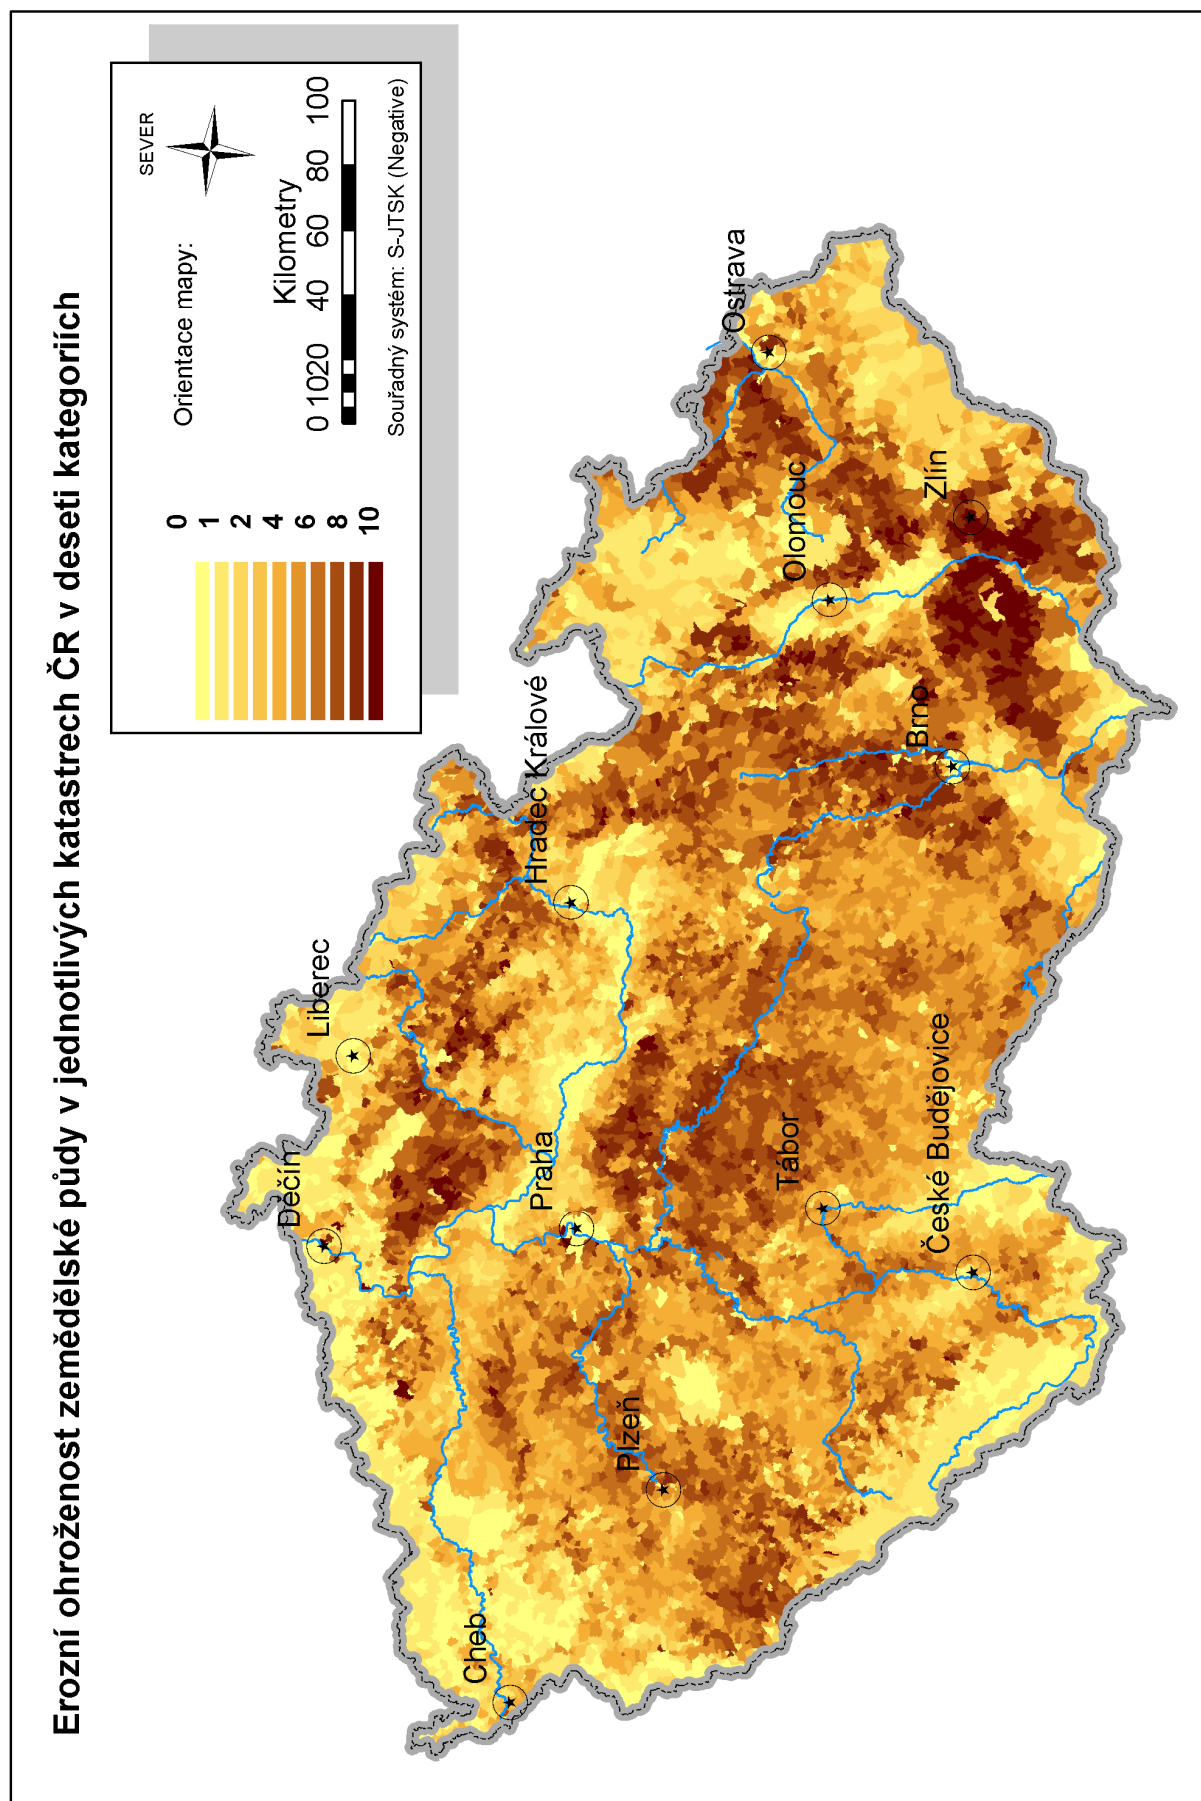 Erozní ohroženost zemědělské půdy v jednotlivých katastrech ČR v deseti kategoriích
0
1
2
4
6
8
10
Orientace mapy:
SEVER
Kilometry
0 10 20 40 60 80 100
Souřadný systém: S-JTSK (Negative)
Děčín
Liberec
Cheb
Praha
Hradec Králové
Plzeň
Ostrava
Tábor
Olomouc
České Budějovice
Brno
Zlín